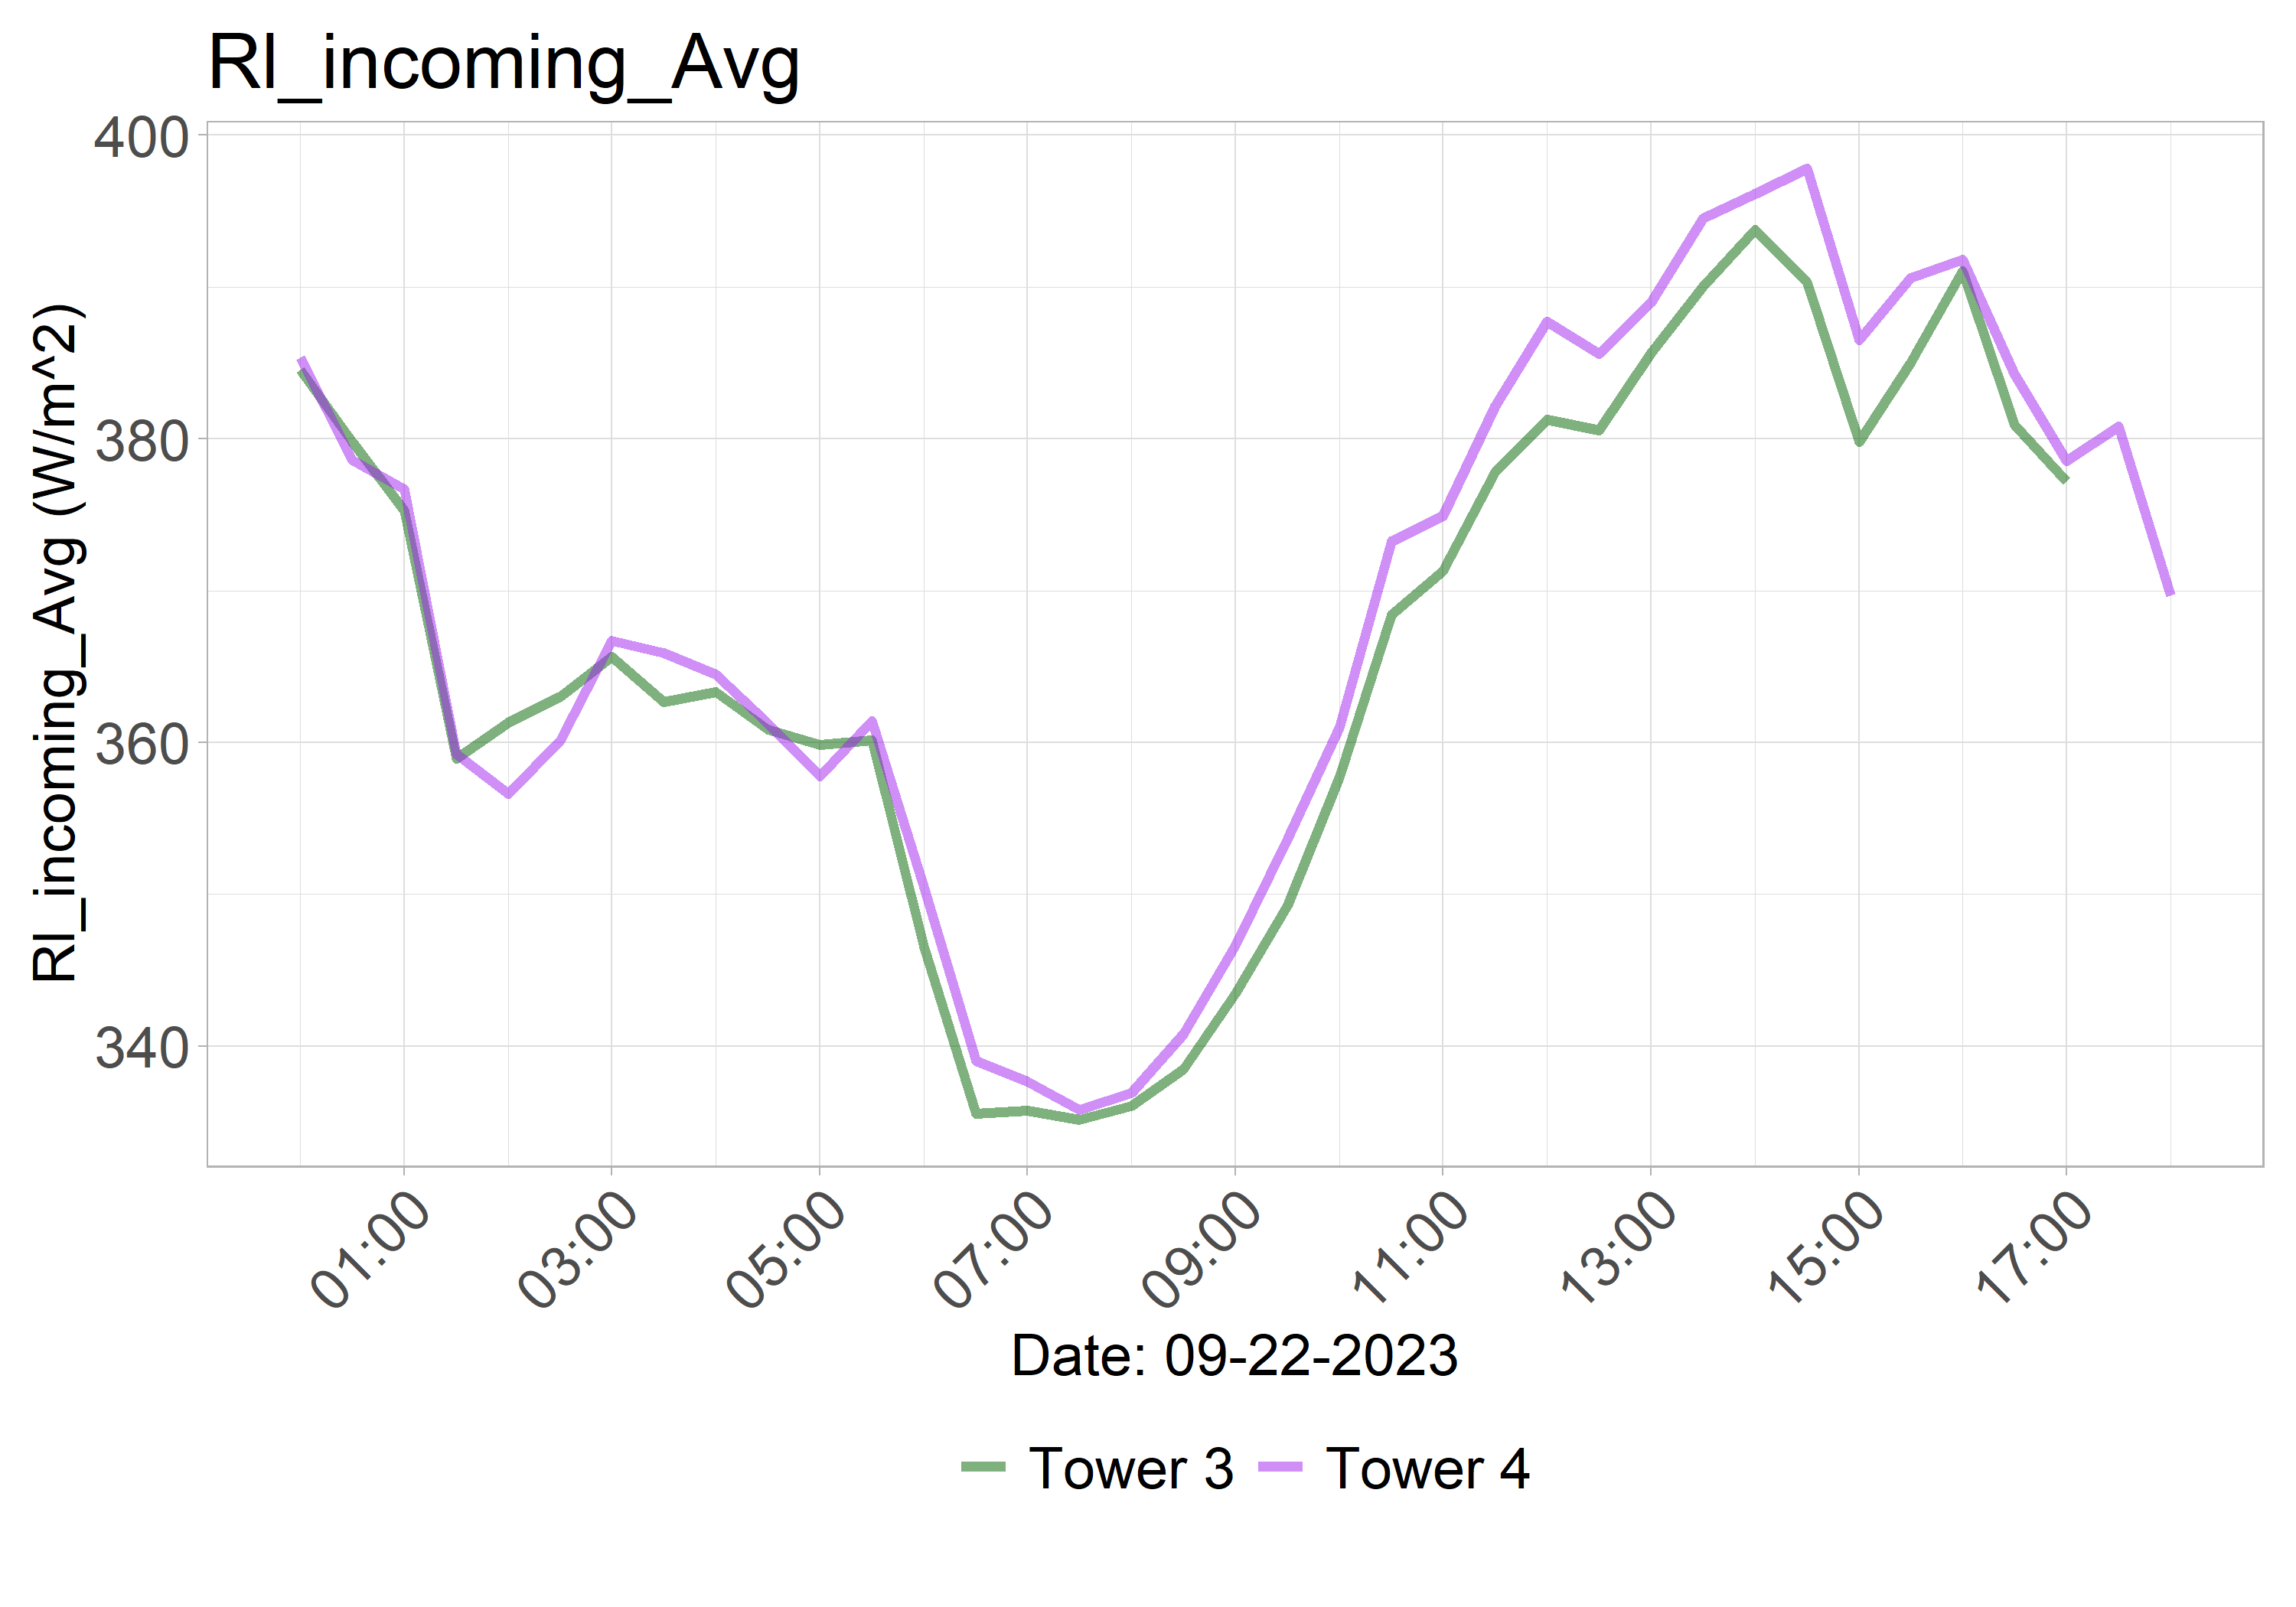 Rl_incoming_Avg
Rl_incoming_Avg (W/m^2)
400
380
360
340
01:00
03:00
05:00
07:00
09:00
11:00
13:00
15:00
17:00
Date: 09-22-2023
Tower 3
Tower 4